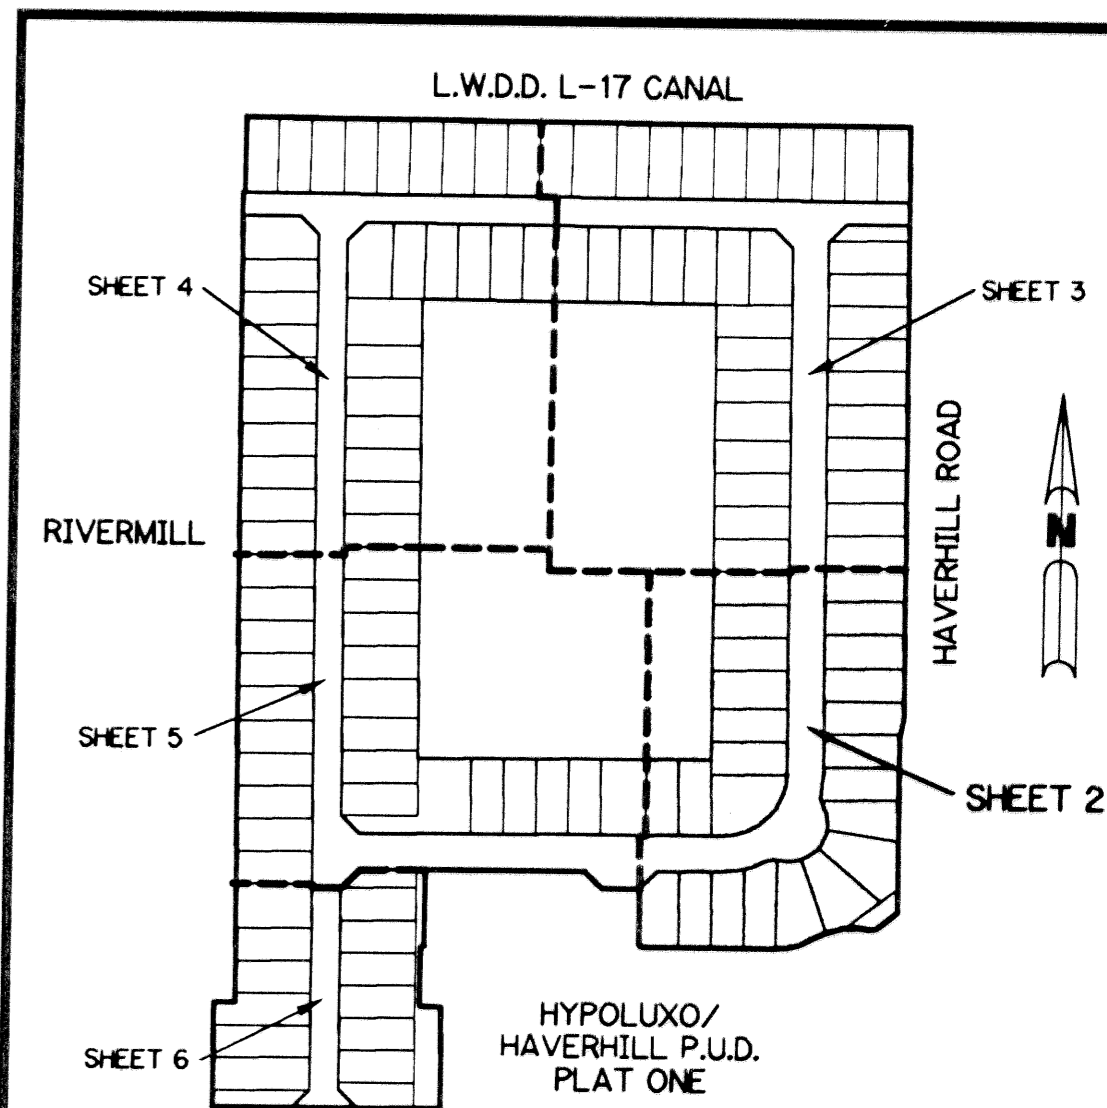 L.W.D.D. L-17 CANAL
SHEET 4
SHEET 3
HAVERHILL ROAD
N
RIVERMILL
SHEET 5
SHEET 2
HYPOLUXO/
HAVERHILL P.U.D.
PLAT ONE
SHEET 6